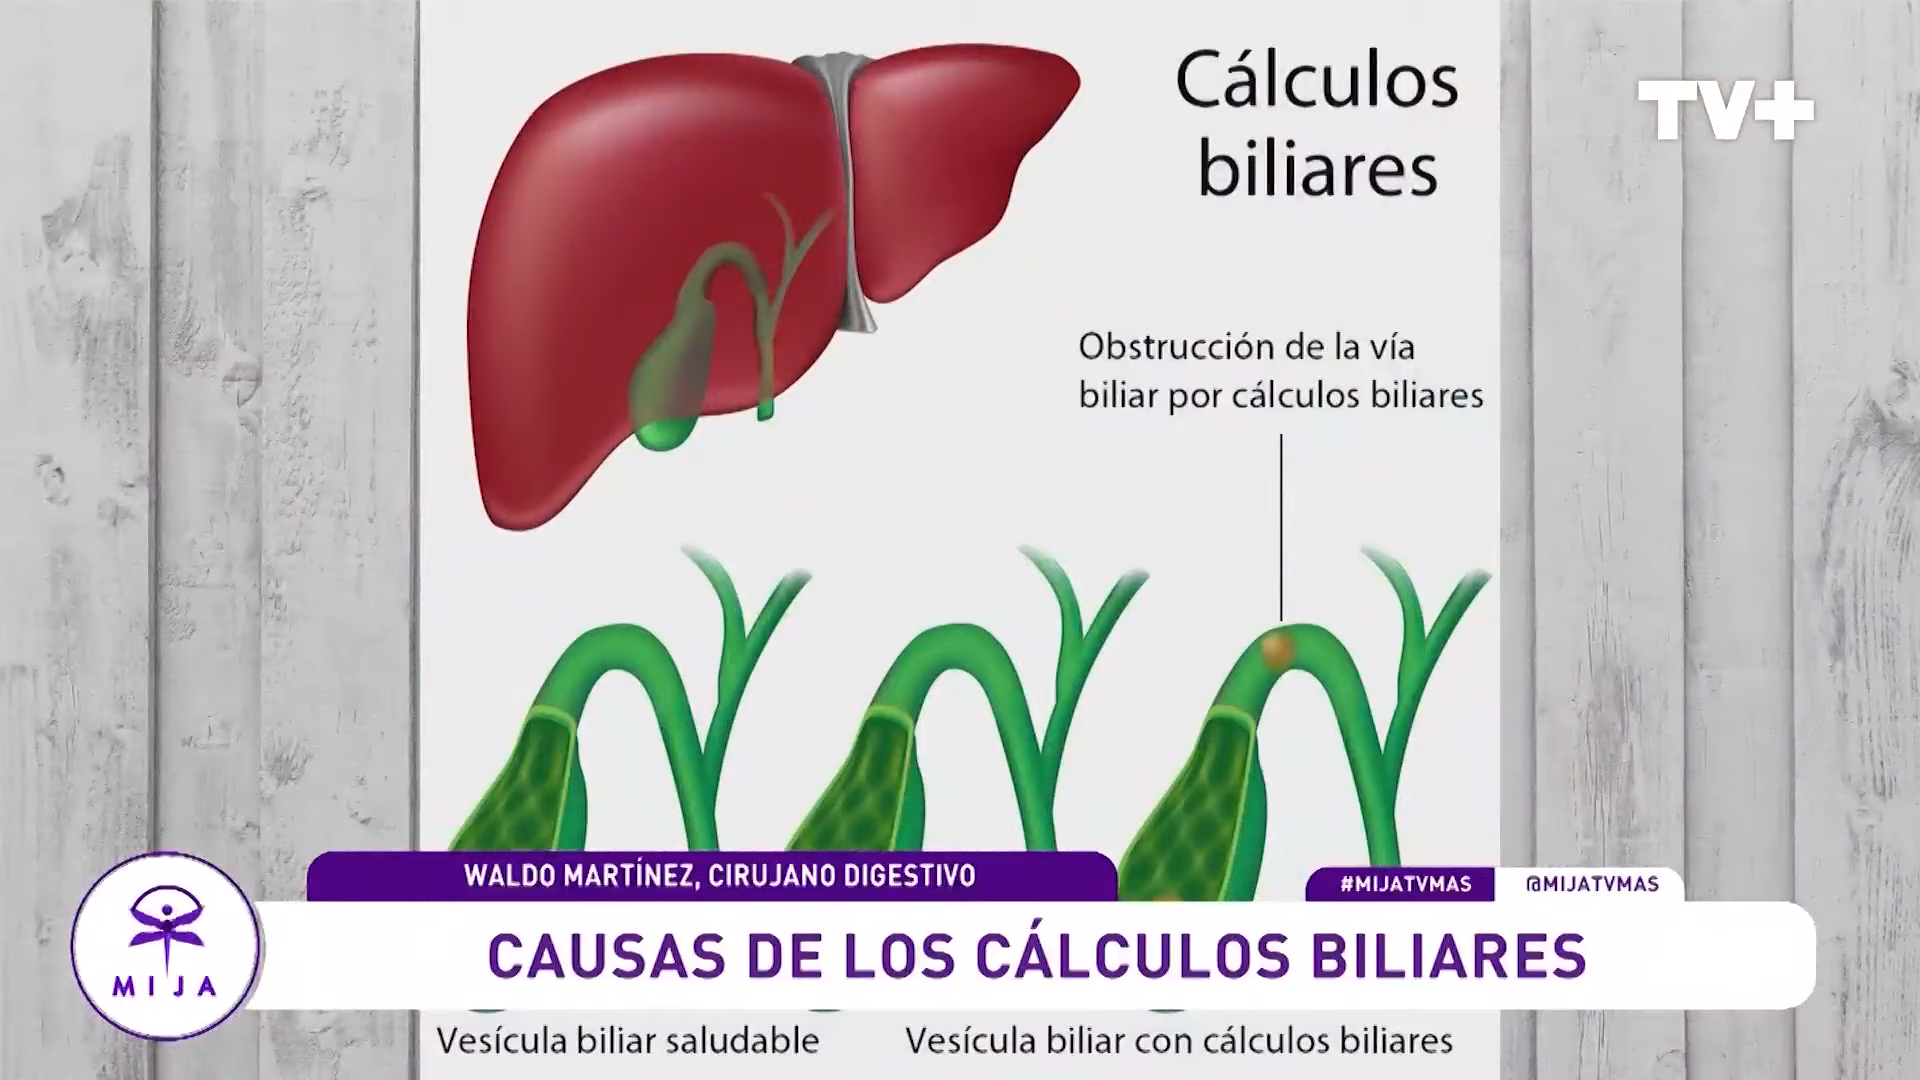 Cálculos
biliares
TV+
Obstrucción de la vía
biliar por cálculos biliares
WALDO MARTÍNEZ, CIRUJANO DIGESTIVO
#MIJATVMAS
@MIJATVMAS
CAUSAS DE LOS CÁLCULOS BILIARES
MIJA
Vesícula biliar saludable
Vesícula biliar con cálculos biliares